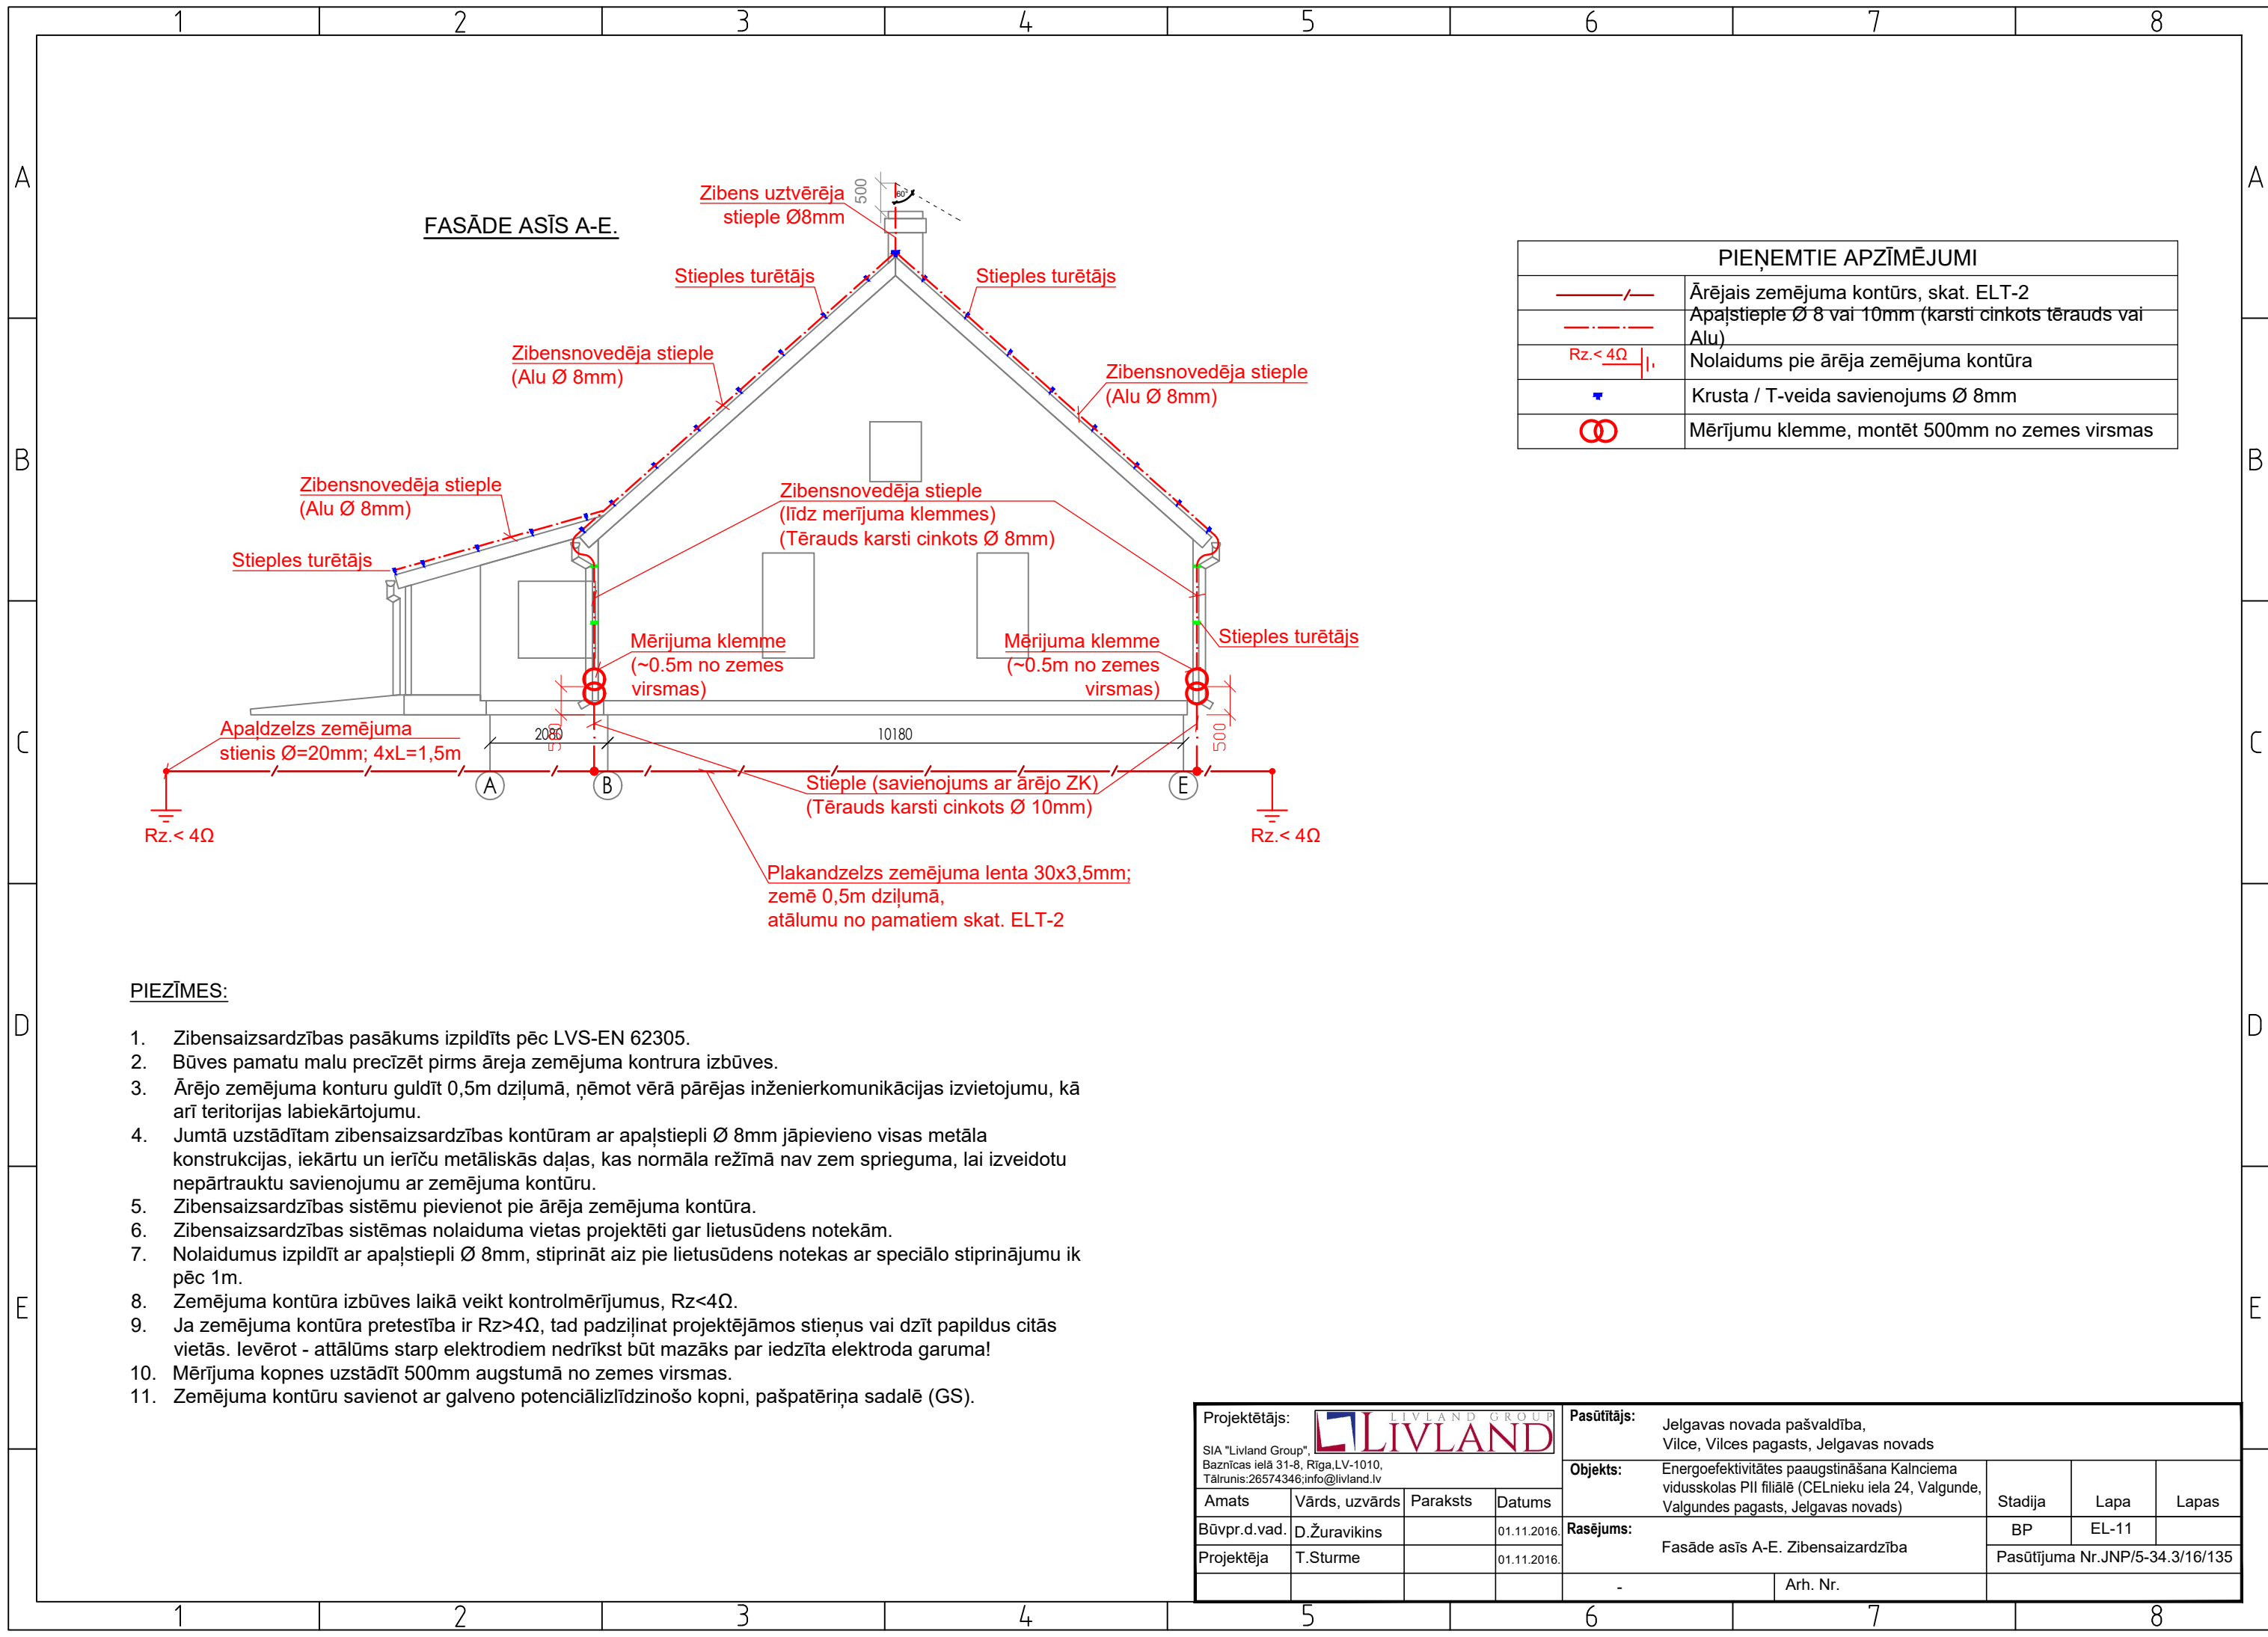 1 2 3 4 5 6 7 8
A
B
C
D
E
A
B
C
D
E
FASĀDE ASĪS A-E.
Zibens uztvērēja
stieple Ø8mm
500
60°
Stieples turētājs
Stieples turētājs
Zibensnovedēja stieple
(Alu Ø 8mm)
Zibensnovedēja stieple
(Alu Ø 8mm)
Zibensnovedēja stieple
(Alu Ø 8mm)
Stieples turētājs
Zibensnovedēja stieple
(līdz merījuma klemmes)
(Tērauds karsti cinkots Ø 8mm)
Mērijuma klemme
(~0.5m no zemes
virsmas)
Mērijuma klemme
(~0.5m no zemes
virsmas)
Stieples turētājs
Apaļdzelzs zemējuma
stienis Ø=20mm; 4xL=1,5m
2080
500
10180
500
A
B
E
Stieple (savienojums ar ārējo ZK)
(Tērauds karsti cinkots Ø 10mm)
Rz.< 4Ω
Rz.< 4Ω
Plakandzelzs zemējuma lenta 30x3,5mm;
zemē 0,5m dziļumā,
atālumu no pamatiem skat. ELT-2
PIEŅEMTIE APZĪMĒJUMI
Ārējais zemējuma kontūrs, skat. ELT-2
Apaļstieple Ø 8 vai 10mm (karsti cinkots tērauds vai
Alu)
Rz.< 4Ω
Nolaidums pie ārēja zemējuma kontūra
Krusta / T-veida savienojums Ø 8mm
Mērījumu klemme, montēt 500mm no zemes virsmas
PIEZĪMES:
1. Zibensaizsardzības pasākums izpildīts pēc LVS-EN 62305.
2. Būves pamatu malu precīzēt pirms āreja zemējuma kontrura izbūves.
3. Ārējo zemējuma konturu guldīt 0,5m dziļumā, ņēmot vērā pārējas inženierkomunikācijas izvietojumu, kā
arī teritorijas labiekārtojumu.
4. Jumtā uzstādītam zibensaizsardzības kontūram ar apaļstiepli Ø 8mm jāpievieno visas metāla
konstrukcijas, iekārtu un ierīču metāliskās daļas, kas normāla režīmā nav zem sprieguma, lai izveidotu
nepārtrauktu savienojumu ar zemējuma kontūru.
5. Zibensaizsardzības sistēmu pievienot pie ārēja zemējuma kontūra.
6. Zibensaizsardzības sistēmas nolaiduma vietas projektēti gar lietusūdens notekām.
7. Nolaidumus izpildīt ar apaļstiepli Ø 8mm, stiprināt aiz pie lietusūdens notekas ar speciālo stiprinājumu ik
pēc 1m.
8. Zemējuma kontūra izbūves laikā veikt kontrolmērījumus, Rz<4Ω.
9. Ja zemējuma kontūra pretestība ir Rz>4Ω, tad padziļinat projektējāmos stieņus vai dzīt papildus citās
vietās. Ievērot - attālūms starp elektrodiem nedrīkst būt mazāks par iedzīta elektroda garuma!
10. Mērījuma kopnes uzstādīt 500mm augstumā no zemes virsmas.
11. Zemējuma kontūru savienot ar galveno potenciālizlīdzinošo kopni, pašpatēriņa sadalē (GS).
Projektētājs:
LIVLAND GROUP
LIVLAND
SIA "Livland Group",
Baznīcas ielā 31-8, Rīga,LV-1010,
Tālrunis:26574346;info@livland.lv
Pasūtītājs:
Jelgavas novada pašvaldība,
Vilce, Vilces pagasts, Jelgavas novads
Objekts:
Energoefektivitātes paaugstināšana Kalnciema
vidusskolas PII filiālē (CELnieku iela 24, Valgunde,
Valgundes pagasts, Jelgavas novads)
Stadija Lapa Lapas
Amats Vārds, uzvārds Paraksts Datums
Būvpr.d.vad. D.Žuravikins 01.11.2016.
Projektēja T.Sturme 01.11.2016.
Rasējums:
Fasāde asīs A-E. Zibensaizardzība
BP EL-11
Pasūtījuma Nr.JNP/5-34.3/16/135
- Arh. Nr.
1 2 3 4 5 6 7 8